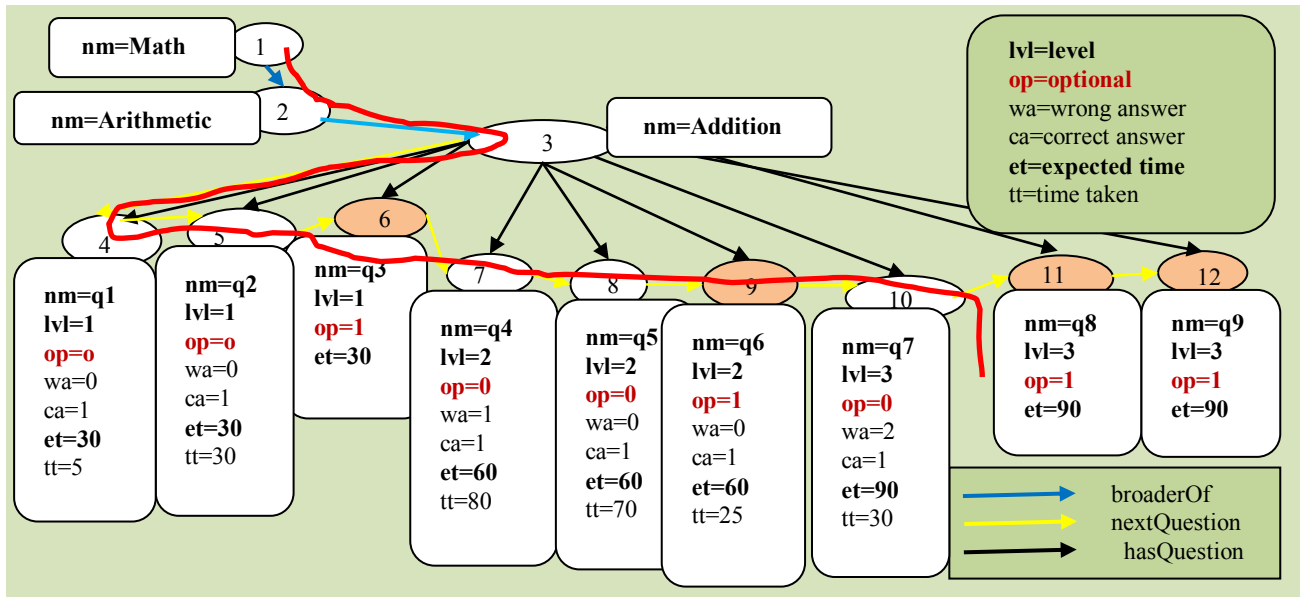 nm=Math
1
nm=Arithmetic
2
3
nm=Addition
lvl=level
op=optional
wa=wrong answer
ca=correct answer
et=expected time
tt=time taken
4
nm=q1
lvl=1
op=o
wa=0
ca=1
et=30
tt=5
5
nm=q2
lvl=1
op=o
wa=0
ca=1
et=30
tt=30
6
nm=q3
lvl=1
op=1
et=30
7
nm=q4
lvl=2
op=0
wa=1
ca=1
et=60
tt=80
8
nm=q5
lvl=2
op=0
wa=0
ca=1
et=60
tt=70
9
nm=q6
lvl=2
op=1
wa=0
ca=1
et=60
tt=25
10
nm=q7
lvl=3
op=0
wa=2
ca=1
et=90
tt=30
11
nm=q8
lvl=3
op=1
et=90
12
nm=q9
lvl=3
op=1
et=90
broaderOf
nextQuestion
hasQuestion